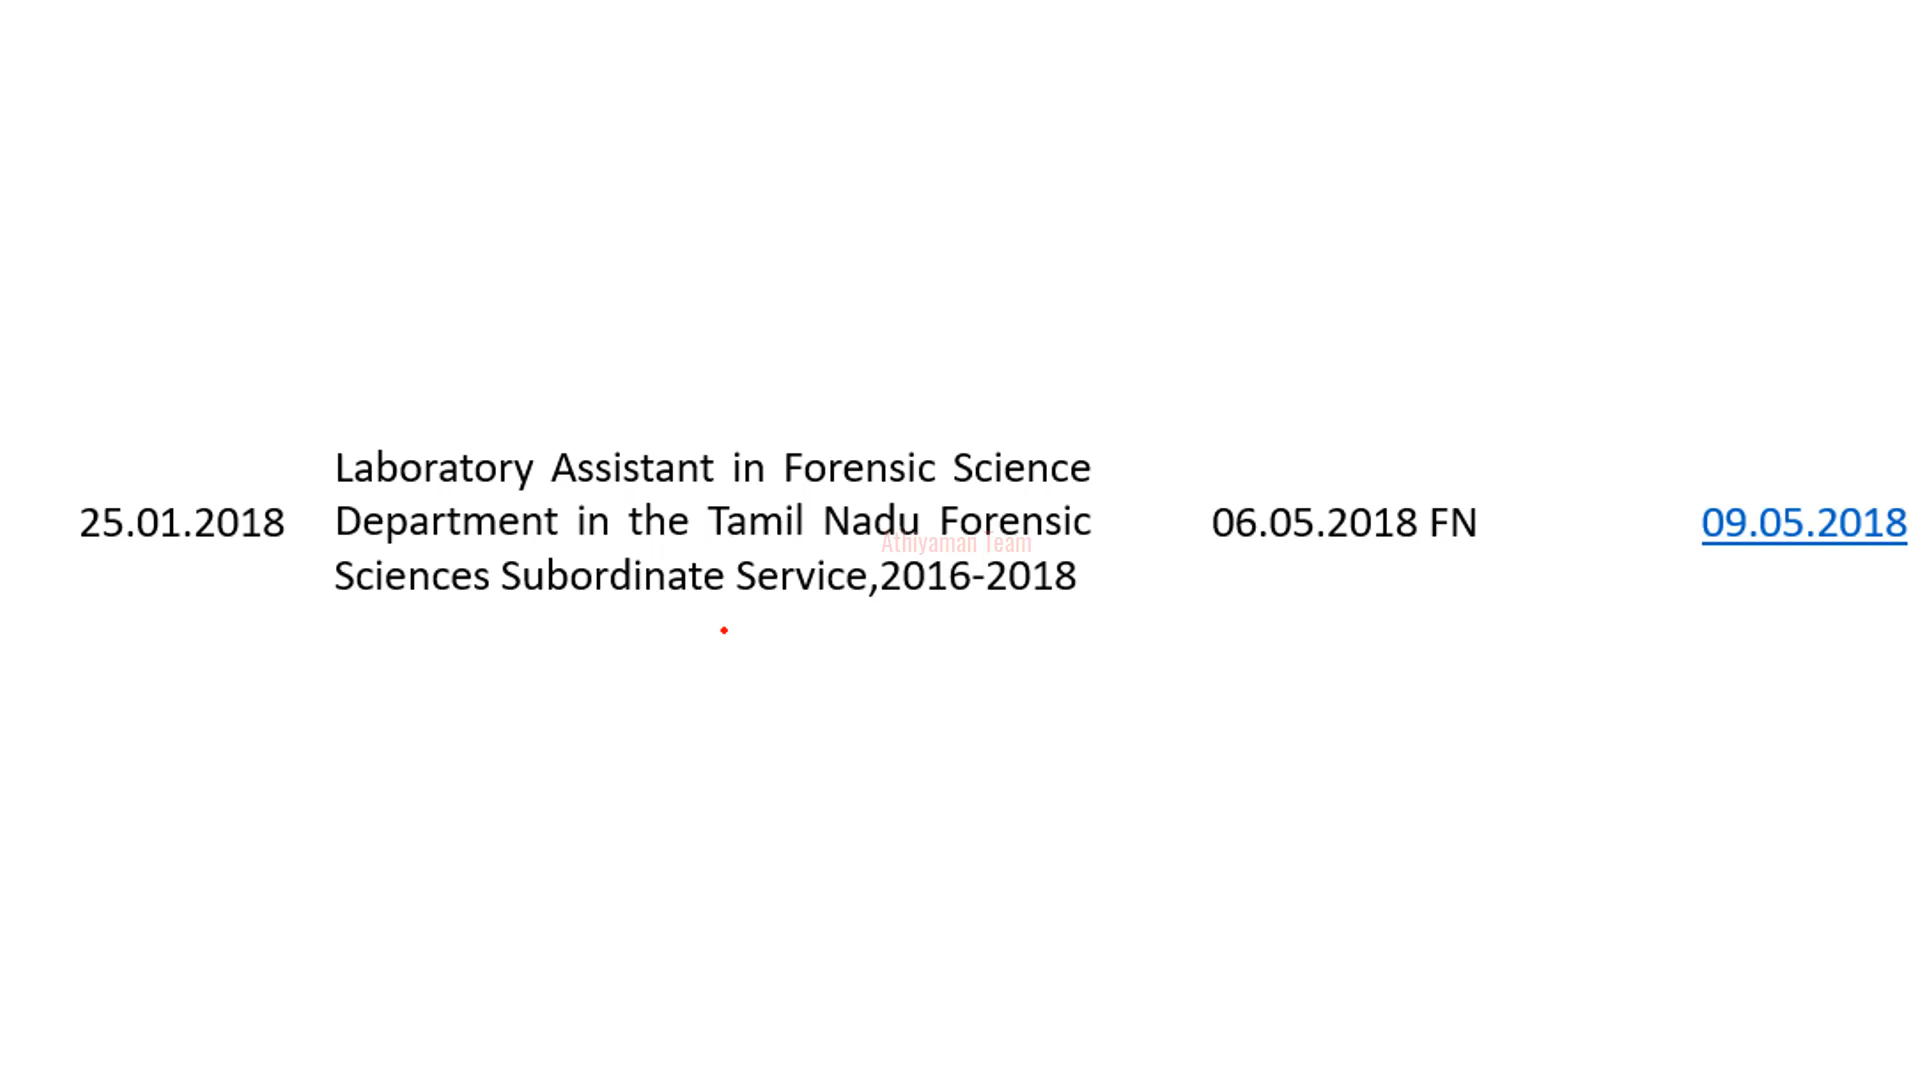 Laboratory Assistant in Forensic Science
25.01.2018 Department in the Tamil Nadu Forensic 06.05.2018 FN 09.05.2018
Athiyaman Team
Sciences Subordinate Service,2016-2018